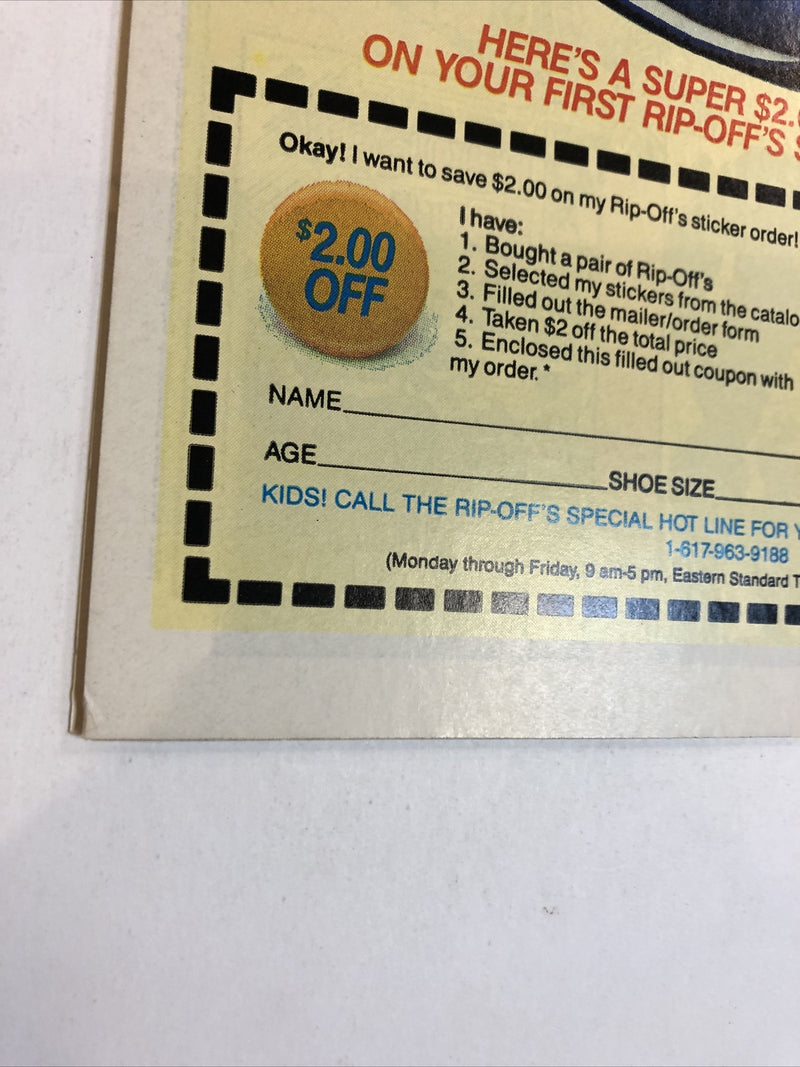 HERE'S A SUPER $2.
ON YOUR FIRST RIP-OFF'S
Okay! I want to save $2.00 on my Rip-Off's sticker order!
$2.00
OFF
I have:
1. Bought a pair of Rip-Off's
2. Selected my stickers from the catalo
3. Filled out the mailer/order form
4. Taken $2 off the total price
5. Enclosed this filled out coupon with
my order.*
NAME
AGE SHOE SIZE
KIDS! CALL THE RIP-OFF'S SPECIAL HOT LINE FOR
1-617-963-9188
(Monday through Friday, 9 am-5 pm, Eastern Standard T